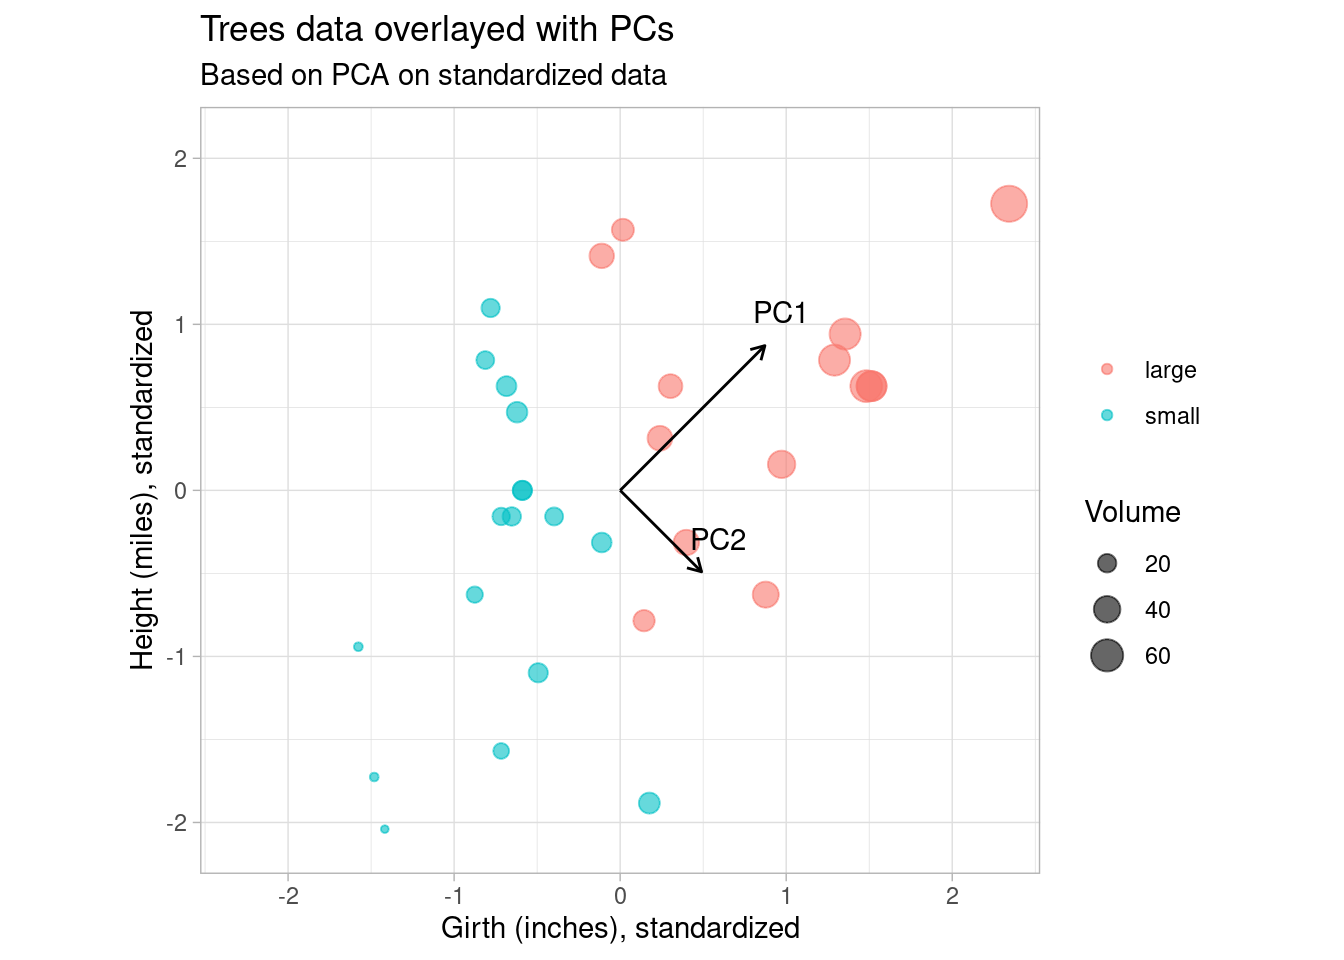 Trees data overlayed with PCs
Based on PCA on standardized data
Height (miles), standardized
2
1
0
-1
-2
PC1
PC2
-2
-1
0
1
2
Girth (inches), standardized
large
small
Volume
20
40
60